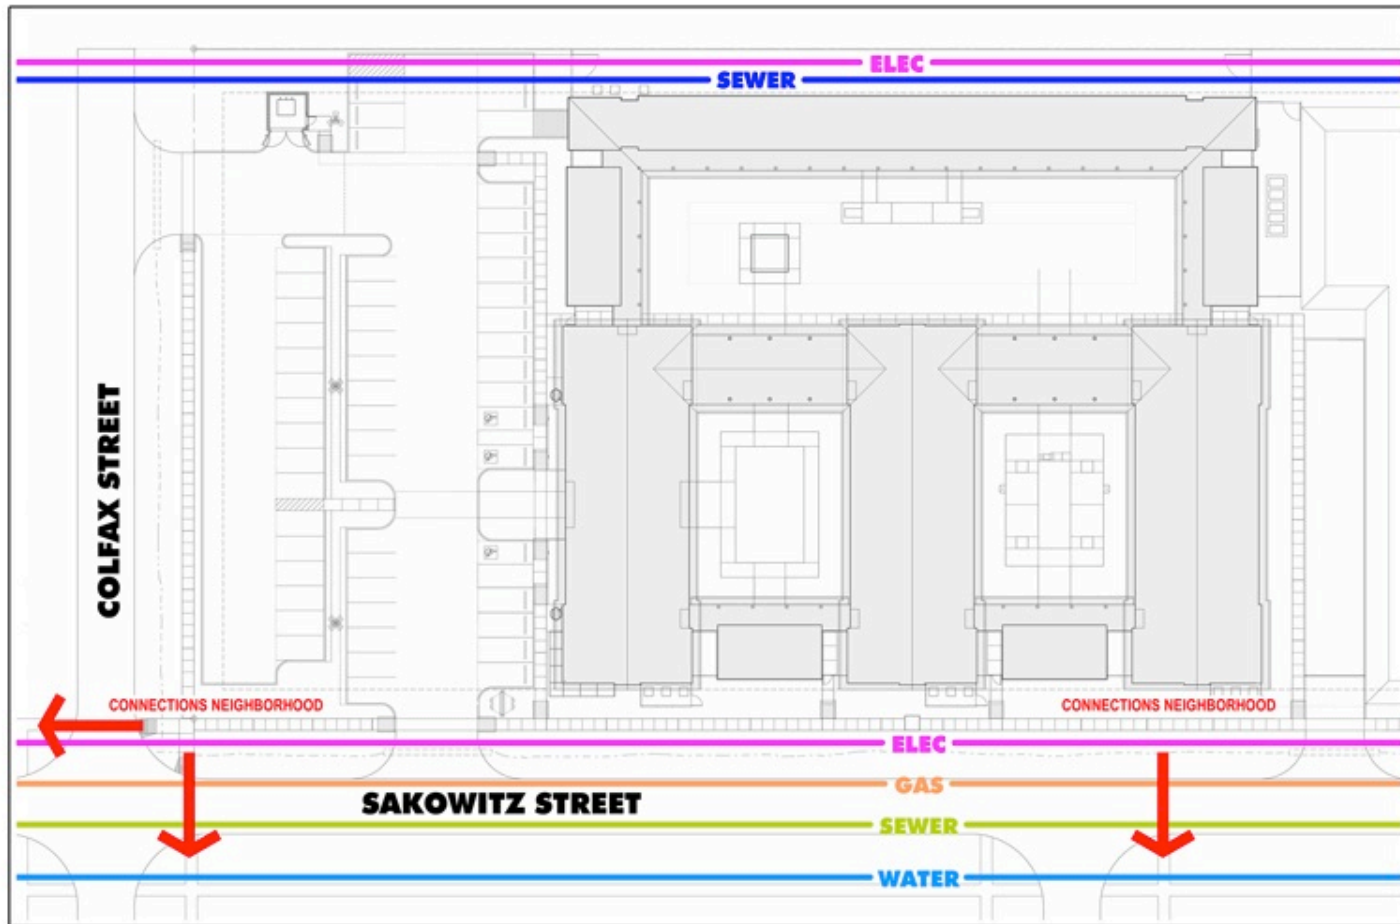 ELEC
SEWER
COLFAX STREET
CONNECTIONS NEIGHBORHOOD
CONNECTIONS NEIGHBORHOOD
ELEC
GAS
SAKOWITZ STREET
SEWER
WATER